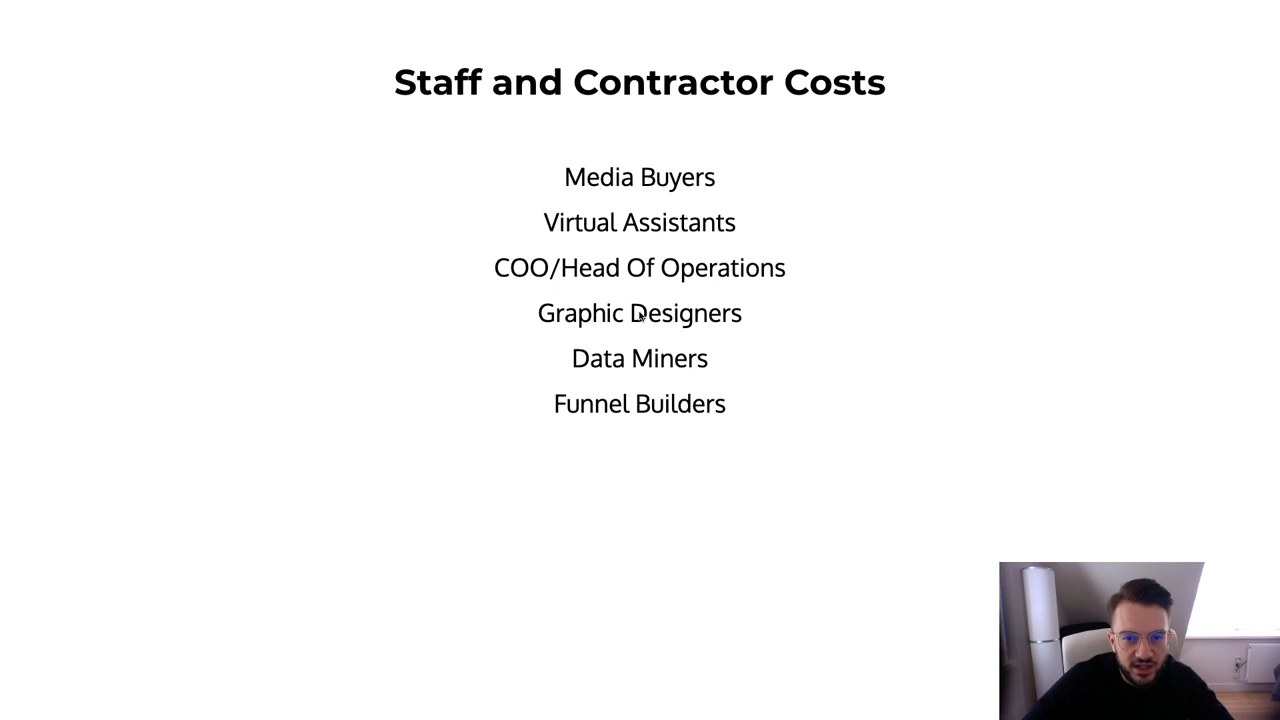 Staff and Contractor Costs
Media Buyers
Virtual Assistants
COO/Head Of Operations
Graphic Designers
Data Miners
Funnel Builders